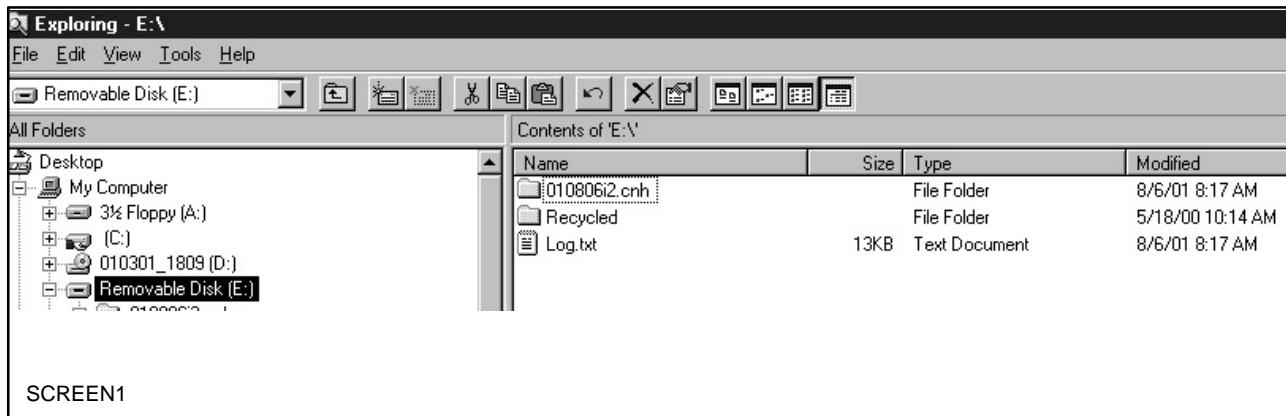 Exploring - E:\
File Edit View Tools Help
Removable Disk (E:)
All Folders
Contents of 'E:\'
Desktop
My Computer
3½ Floppy (A:)
(C:)
010301_1809 (D:)
Removable Disk (E:)
Name Size Type Modified
010806i2.cnh File Folder 8/6/01 8:17 AM
Recycled File Folder 5/18/00 10:14 AM
Log.txt 13KB Text Document 8/6/01 8:17 AM
SCREEN1